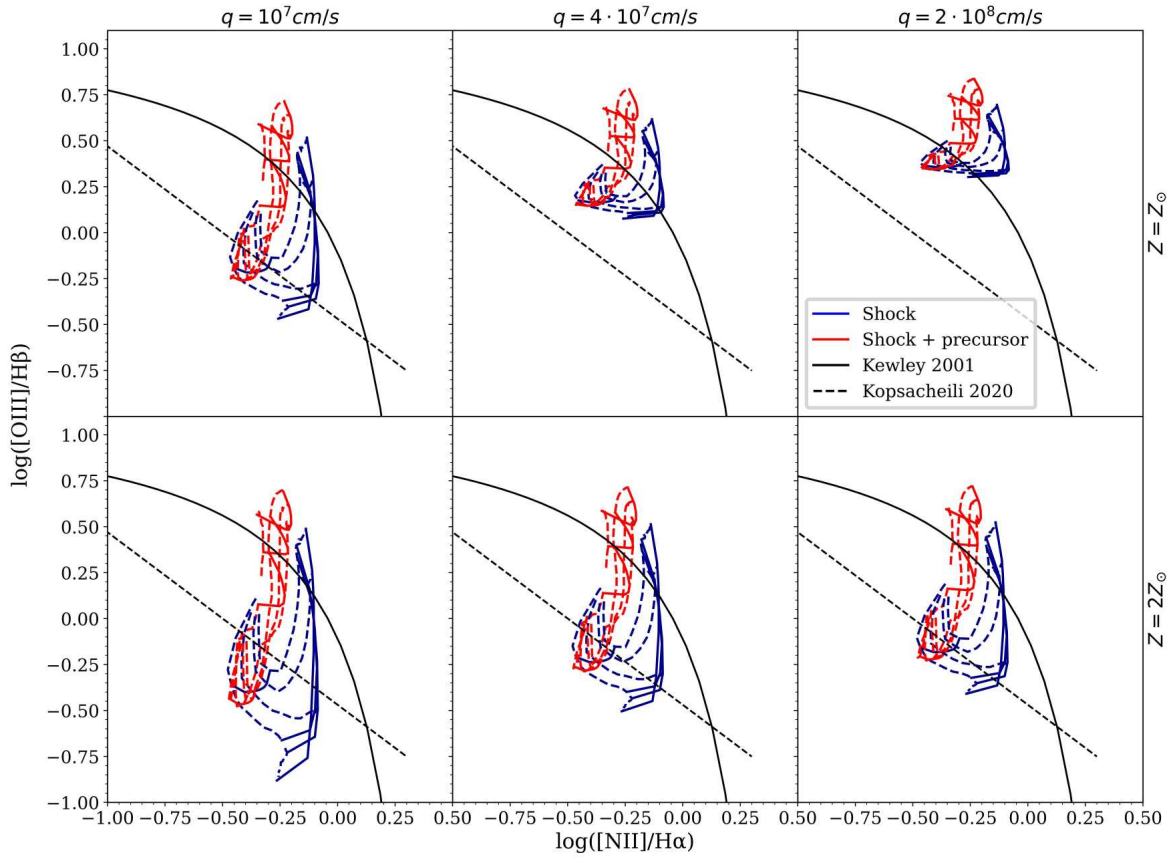 q = 10⁷cm/s
q = 4 · 10⁷cm/s
q = 2 · 10⁸cm/s
1.00
0.75
0.50
0.25
0.00
−0.25
−0.50
−0.75
Z = Z⊙
Shock
Shock + precursor
Kewley 2001
Kopsacheili 2020
log([OIII]/Hβ)
1.00
0.75
0.50
0.25
0.00
−0.25
−0.50
−0.75
−1.00
Z = 2Z⊙
−1.00 −0.75 −0.50 −0.25 0.00 0.25 0.50 −0.75 −0.50 −0.25 0.00 0.25 0.50 −0.75 −0.50 −0.25 0.00 0.25 0.50
log([NII]/Hα)